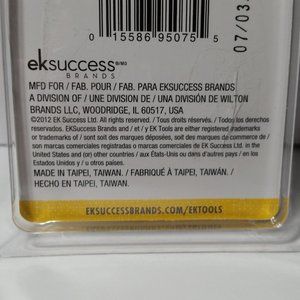 0 15586 95075 5
07/03
eksuccess
BRANDS
MFD FOR / FAB. POUR / FAB. PARA EKSUCCESS BRANDS
A DIVISION OF / UNE DIVISION DE / UNA DIVISIÓN DE WILTON
BRANDS LLC, WOODRIDGE, IL 60517, USA
©2012 EK Success Ltd. All rights reserved. / Tous droits réservés. / Todos los derechos
reservados. EKSuccess Brands and / et / y EK Tools are either registered trademarks
or trademarks of / sont soit des marques déposées, soit des marques de commerce de /
son marcas registradas o marcas comerciales de EK Success Ltd. in the
United States and (or) other countries / aux États-Unis ou dans d'autres pays / en los
Estados Unidos y / u otros países.
MADE IN TAIPEI, TAIWAN. / FABRIQUÉ À TAIPEI, TAIWÁN. /
HECHO EN TAIPEI, TAIWAN.
EKSUCCESSBRANDS.COM/EKTOOLS